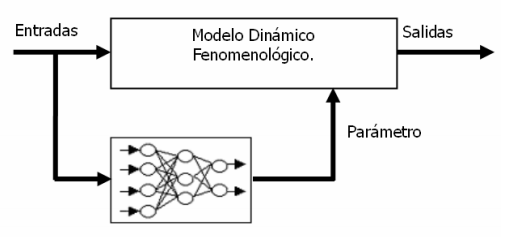 Entradas
Modelo Dinámico
Fenomenológico.
Salidas
Parámetro